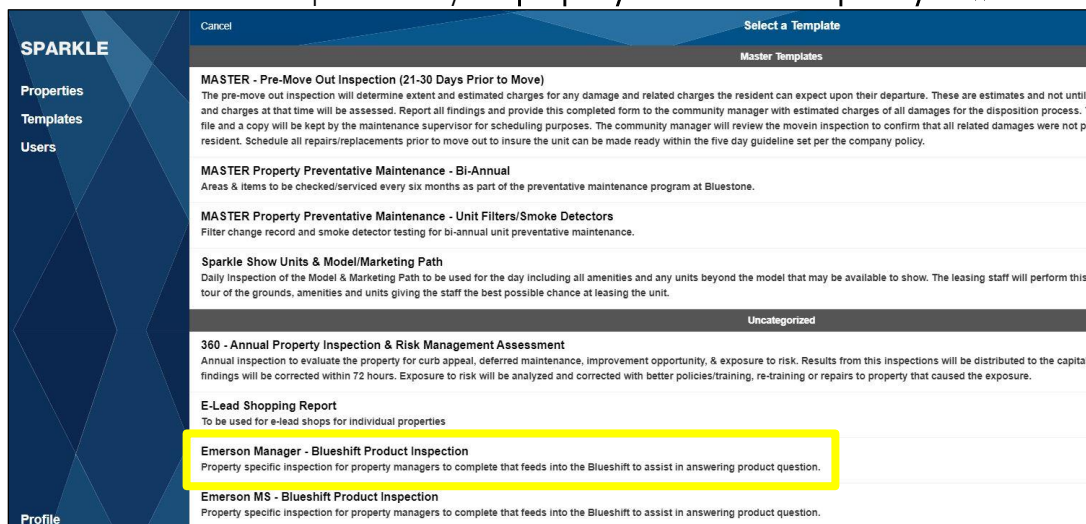 Cancel
Select a Template
SPARKLE
Properties
Templates
Users
Profile
Master Templates
MASTER - Pre-Move Out Inspection (21-30 Days Prior to Move)
The pre-move out inspection will determine extent and estimated charges for any damage and related charges the resident can expect upon their departure. These are estimates and not until
and charges at that time will be assessed. Report all findings and provide this completed form to the community manager with estimated charges of all damages for the disposition process.
file and a copy will be kept by the maintenance supervisor for scheduling purposes. The community manager will review the movein inspection to confirm that all related damages were not p
resident. Schedule all repairs/replacements prior to move out to insure the unit can be made ready within the five day guideline set per the company policy.
MASTER Property Preventative Maintenance - Bi-Annual
Areas & items to be checked/serviced every six months as part of the preventative maintenance program at Bluestone.
MASTER Property Preventative Maintenance - Unit Filters/Smoke Detectors
Filter change record and smoke detector testing for bi-annual unit preventative maintenance.
Sparkle Show Units & Model/Marketing Path
Daily Inspection of the Model & Marketing Path to be used for the day including all amenities and any units beyond the model that may be available to show. The leasing staff will perform this
tour of the grounds, amenities and units giving the staff the best possible chance at leasing the unit.
Uncategorized
360 - Annual Property Inspection & Risk Management Assessment
Annual inspection to evaluate the property for curb appeal, deferred maintenance, improvement opportunity, & exposure to risk. Results from this inspections will be distributed to the capita
findings will be corrected within 72 hours. Exposure to risk will be analyzed and corrected with better policies/training, re-training or repairs to property that caused the exposure.
E-Lead Shopping Report
To be used for e-lead shops for individual properties
Emerson Manager - Blueshift Product Inspection
Property specific inspection for property managers to complete that feeds into the Blueshift to assist in answering product question.
Emerson MS - Blueshift Product Inspection
Property specific inspection for property managers to complete that feeds into the Blueshift to assist in answering product question.